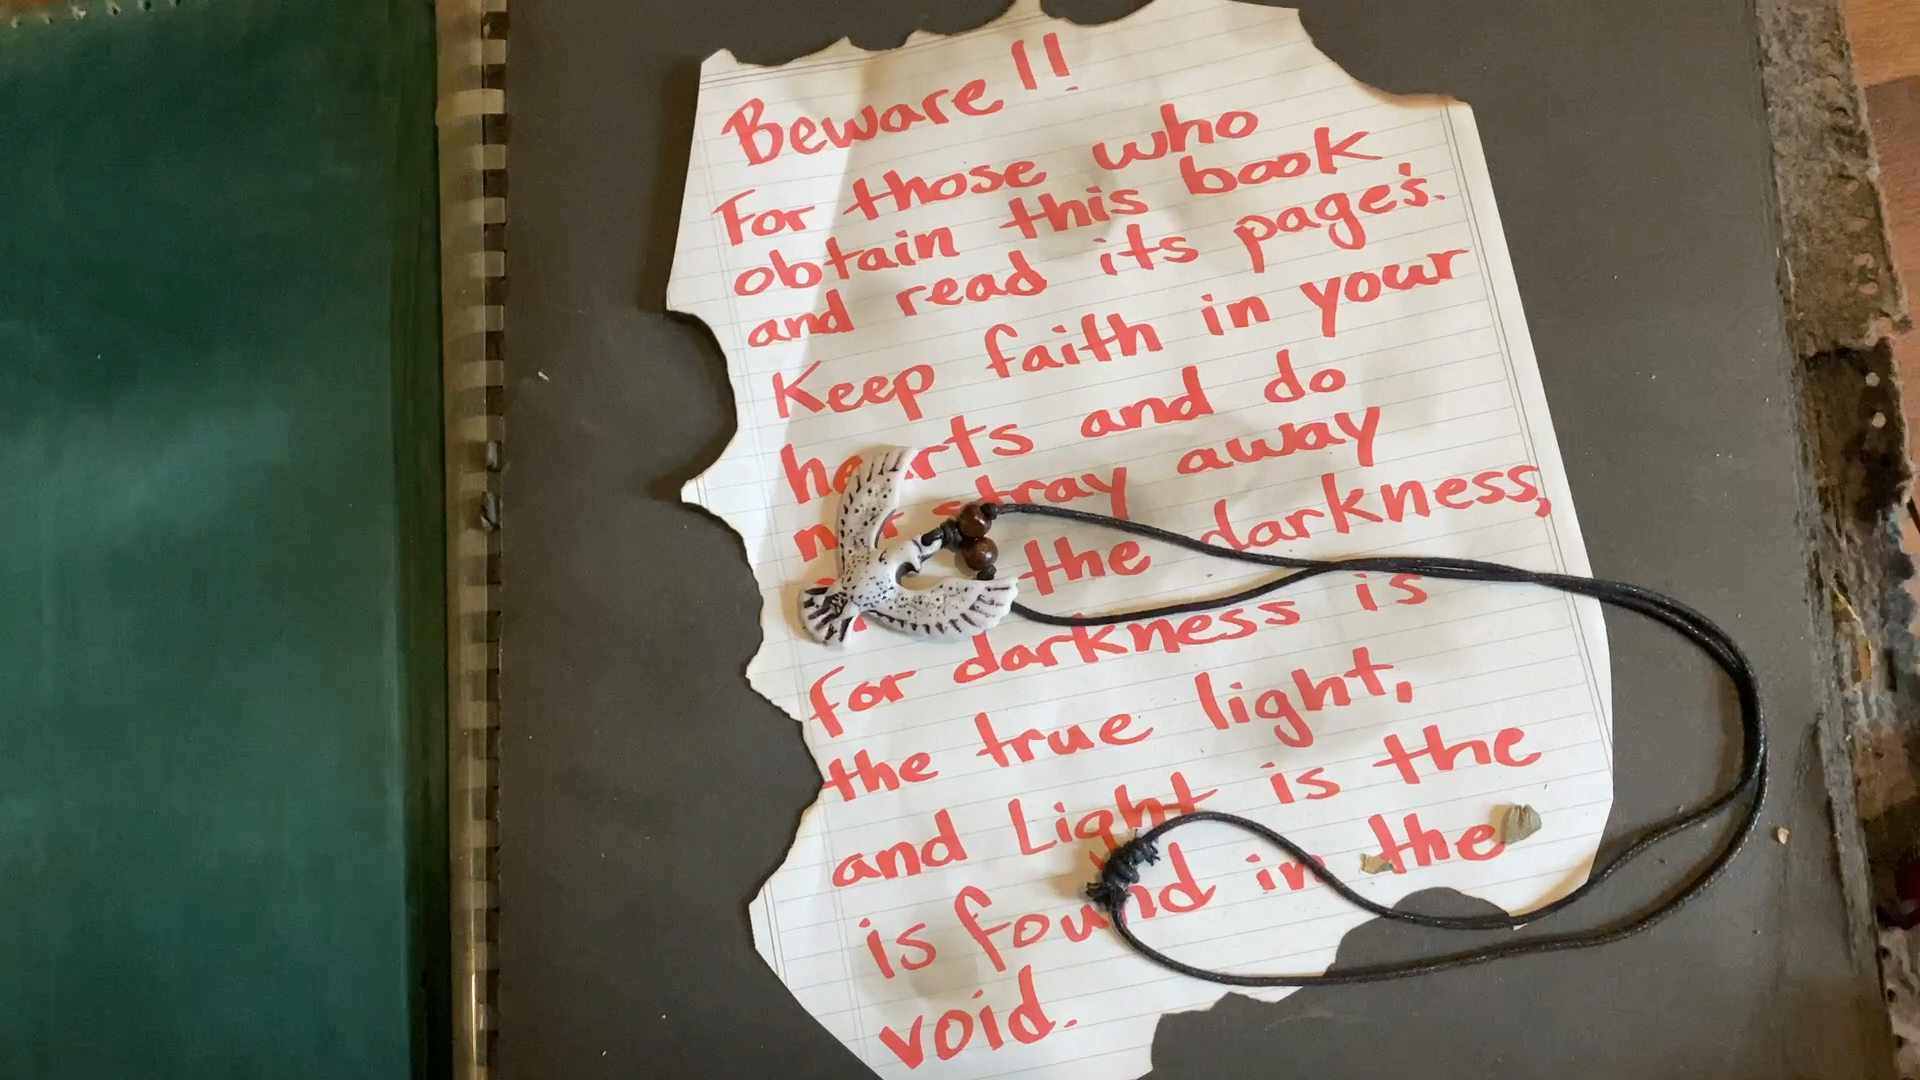 Beware!!
For those who
obtain this book
and read its page's.
Keep faith in your
hearts and do
not stray away
the darkness,
for darkness is
the true light,
and Light is the
is found in the
void.